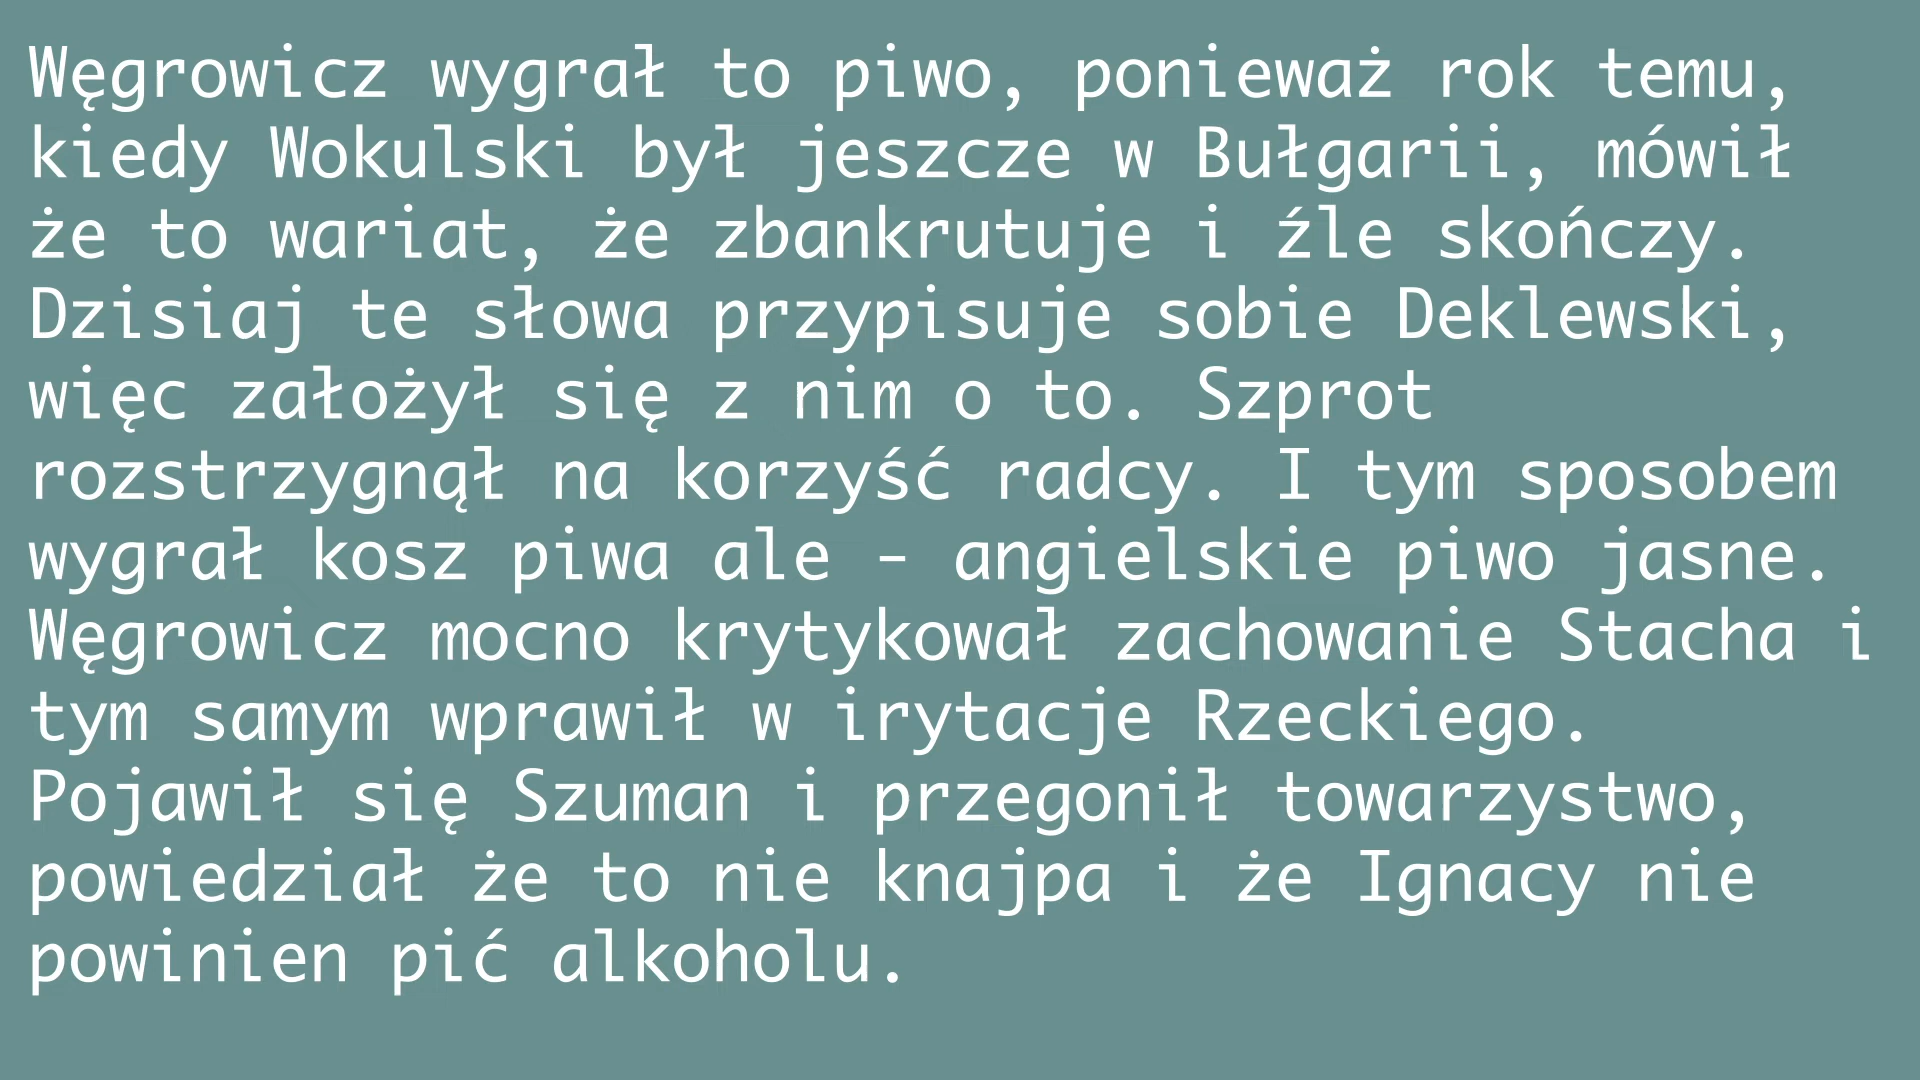 Węgrowicz wygrał to piwo, ponieważ rok temu,
kiedy Wokulski był jeszcze w Bułgarii, mówił
że to wariat, że zbankrutuje i źle skończy.
Dzisiaj te słowa przypisuje sobie Deklewski,
więc założył się z nim o to. Szprot
rozstrzygnął na korzyść radcy. I tym sposobem
wygrał kosz piwa ale - angielskie piwo jasne.
Węgrowicz mocno krytykował zachowanie Stacha i
tym samym wprawił w irytacje Rzeckiego.
Pojawił się Szuman i przegonił towarzystwo,
powiedział że to nie knajpa i że Ignacy nie
powinien pić alkoholu.